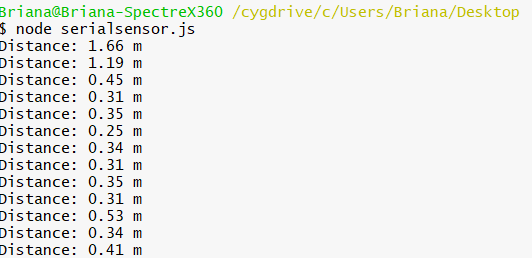 Briana@Briana-SpectreX360 /cygdrive/c/Users/Briana/Desktop
$ node serialsensor.js
Distance: 1.66 m
Distance: 1.19 m
Distance: 0.45 m
Distance: 0.31 m
Distance: 0.35 m
Distance: 0.25 m
Distance: 0.34 m
Distance: 0.31 m
Distance: 0.35 m
Distance: 0.31 m
Distance: 0.53 m
Distance: 0.34 m
Distance: 0.41 m